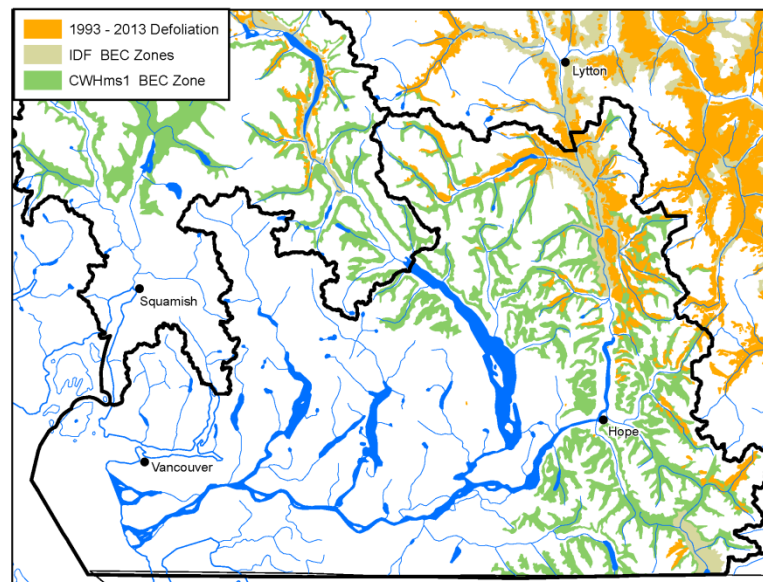 1993 - 2013 Defoliation
IDF BEC Zones
CWHms1 BEC Zone
Lytton
Squamish
Hope
Vancouver